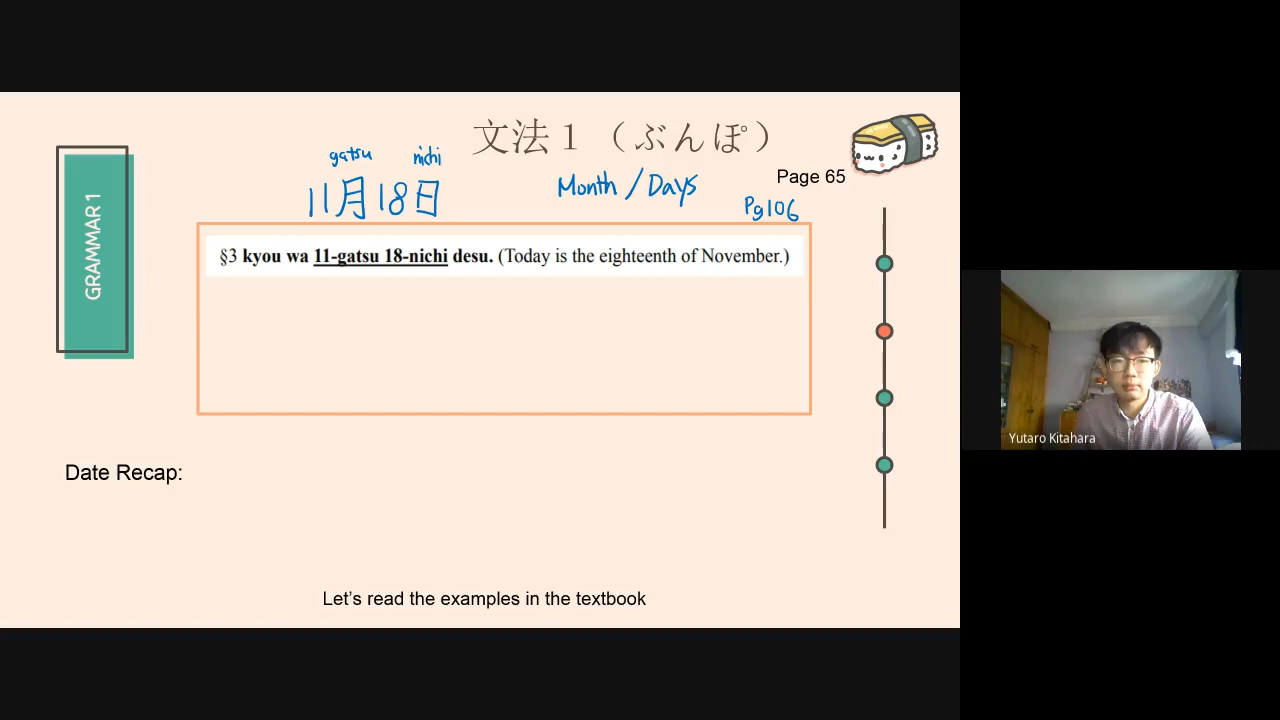 文法１（ぶんぽ）
gatsu nichi
11月18日
Month / Days
Page 65
Pg106
GRAMMAR 1
§3 kyou wa 11-gatsu 18-nichi desu. (Today is the eighteenth of November.)
Yutaro Kitahara
Date Recap:
Let's read the examples in the textbook